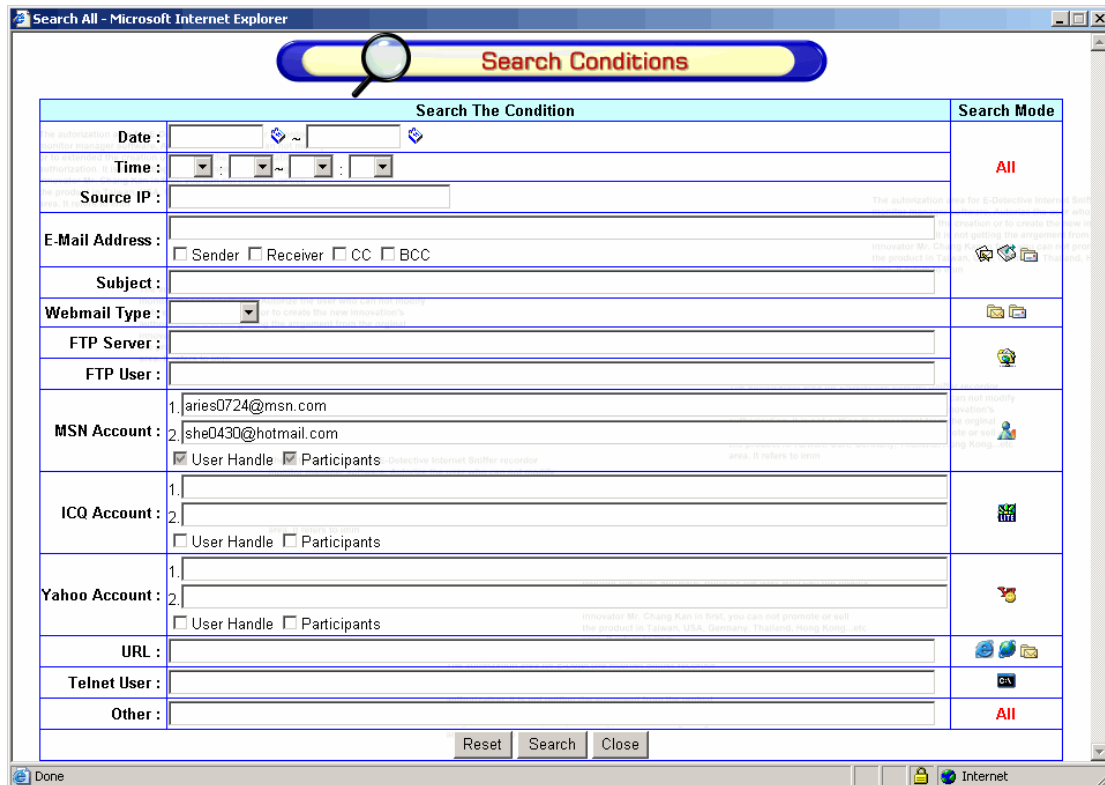 Search All - Microsoft Internet Explorer
Search Conditions
Search The Condition Search Mode
Date : ~
Time : : ~ : All
Source IP :
E-Mail Address :
Sender Receiver CC BCC
Subject :
Webmail Type :
FTP Server :
FTP User :
1. aries0724@msn.com
MSN Account : 2. she0430@hotmail.com
User Handle Participants
1.
ICQ Account : 2.
User Handle Participants
1.
Yahoo Account : 2.
User Handle Participants
URL :
Telnet User :
Other : All
Reset Search Close
Done Internet